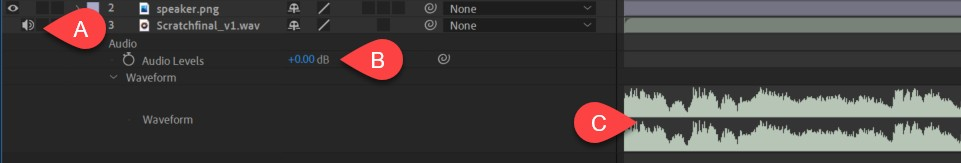 2 speaker.png None
A 3 Scratchfinal_v1.wav None
Audio
Audio Levels +0.00 dB B
Waveform
Waveform C